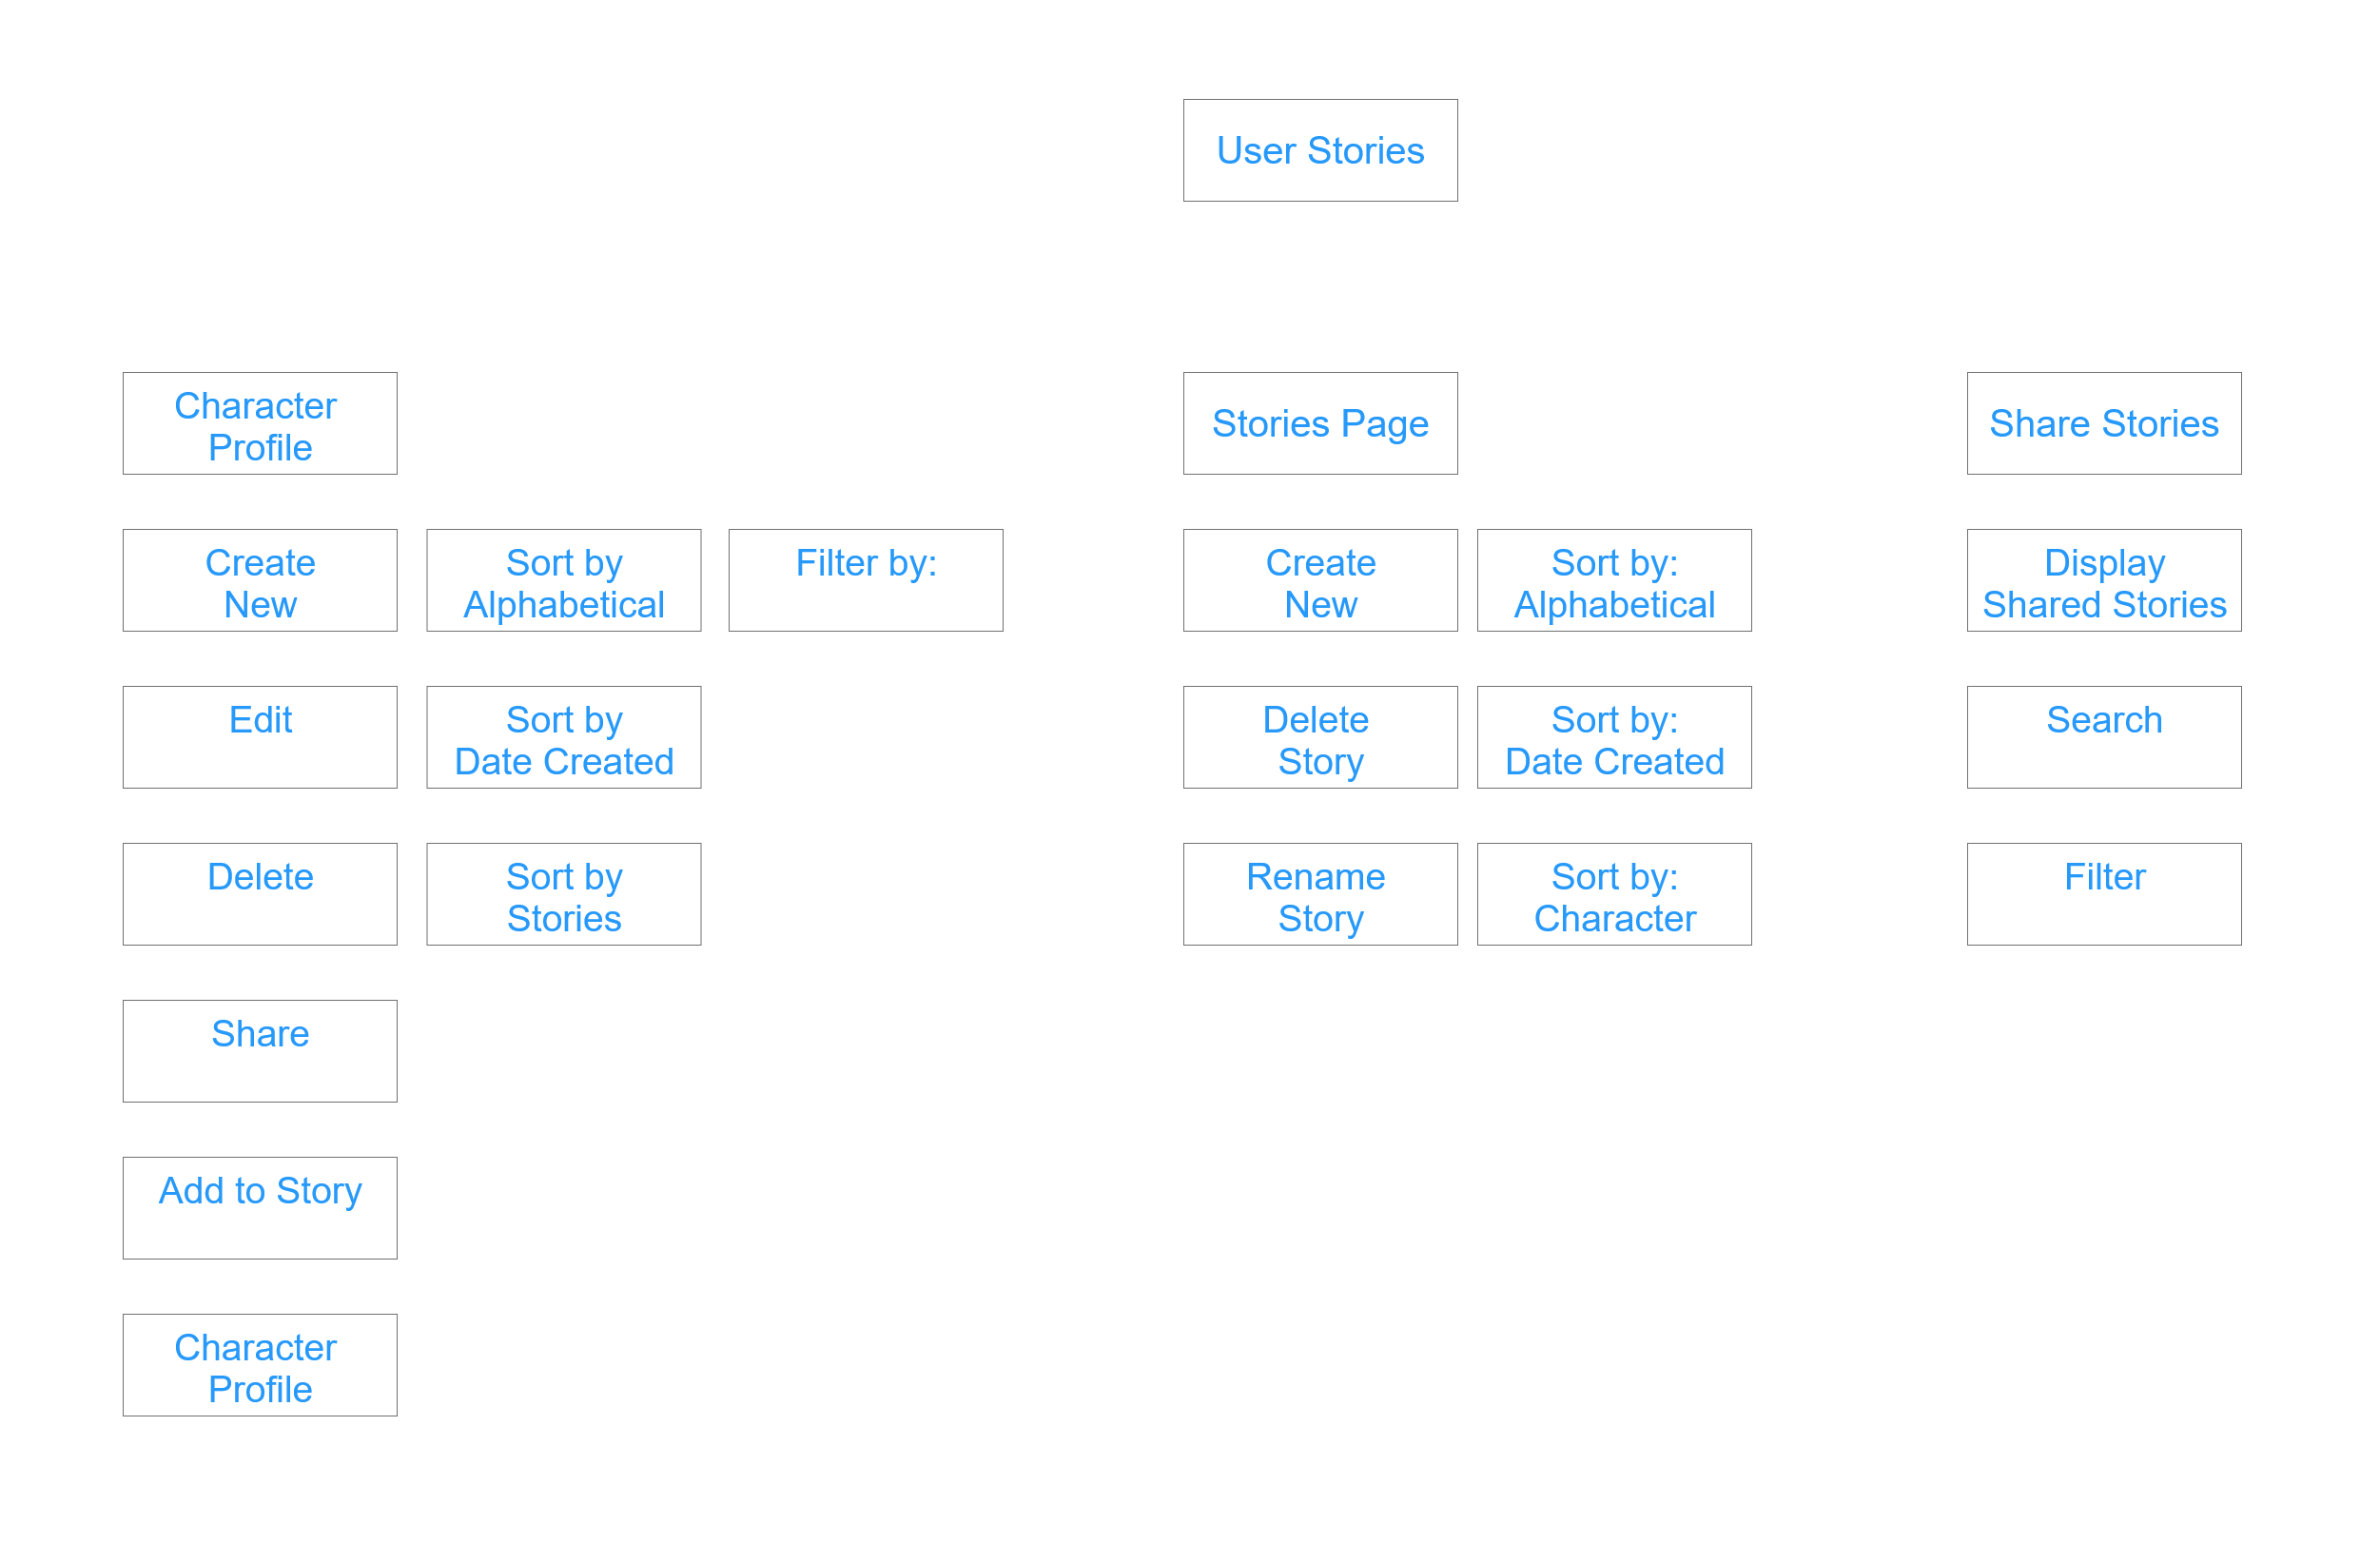 User Stories
Character
Profile
Stories Page
Share Stories
Create
New
Sort by
Alphabetical
Filter by:
Create
New
Sort by:
Alphabetical
Display
Shared Stories
Edit
Sort by
Date Created
Delete
Story
Sort by:
Date Created
Search
Delete
Sort by
Stories
Rename
Story
Sort by:
Character
Filter
Share
Add to Story
Character
Profile